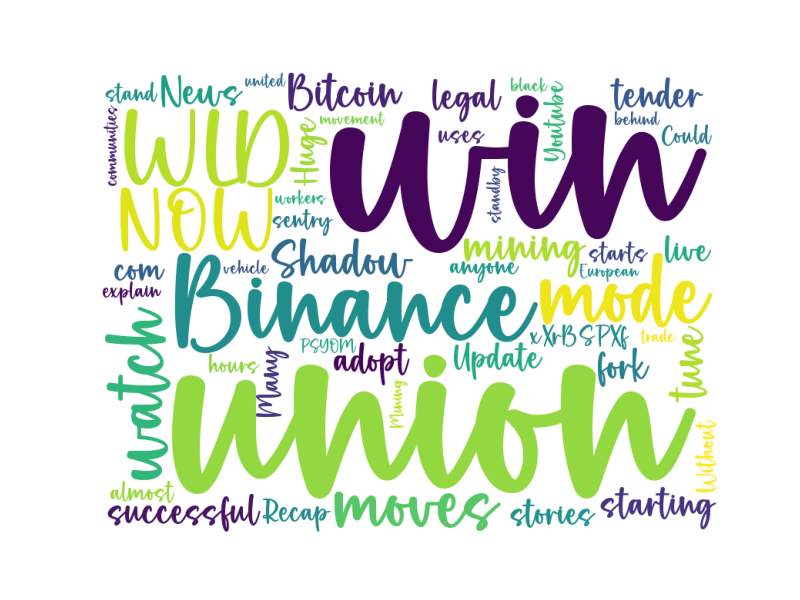 united
black
stand
News
Bitcoin
legal
Youtube
tender
communities
movement
behind
WLD
Huge
win
uses
Could
workers
standby
NOW
sentry
mining
starts
live
com
vehicle
Shadow
anyone
European
explain
Binance
mode
xXrBSPXf
trade
PSYOM
adopt
Update
fork
tune
watch
hours
Many
Mining
union
Without
almost
successful
Recap
moves
stories
starting